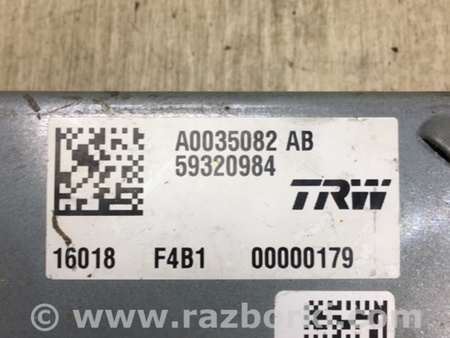 A0035082 AB
59320984
TRW
16018 F4B1 00000179
© www.razborka.com